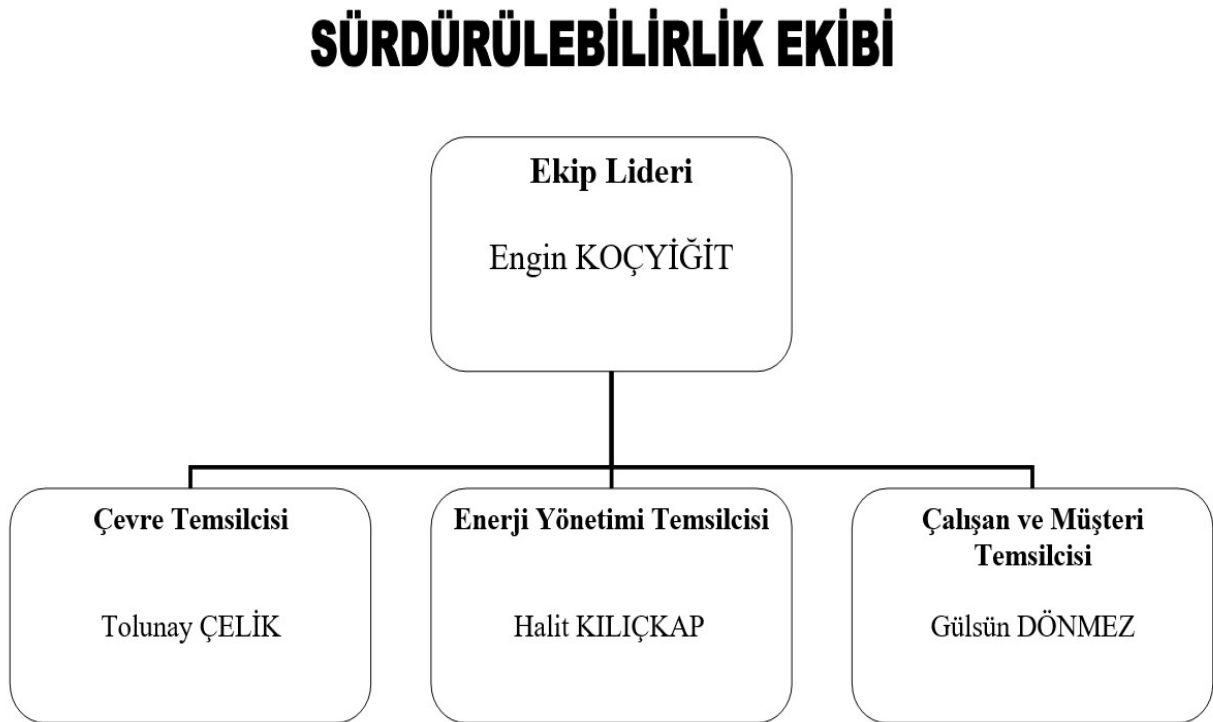 SÜRDÜRÜLEBİLİRLİK EKİBİ
Ekip Lideri
Engin KOÇYİĞİT
Çevre Temsilcisi
Tolunay ÇELİK
Enerji Yönetimi Temsilcisi
Halit KILIÇKAP
Çalışan ve Müşteri
Temsilcisi
Gülsün DÖNMEZ